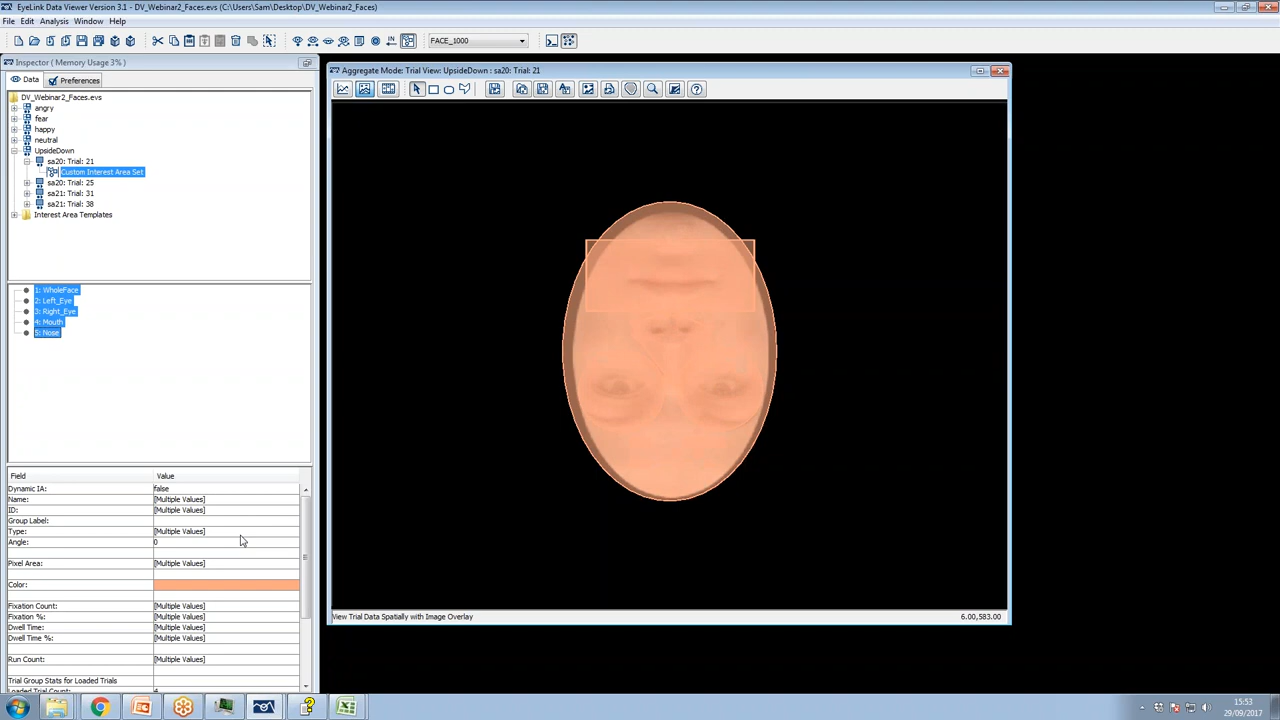 EyeLink Data Viewer Version 3.1 - DV_Webinar2_Faces.evs (C:\Users\Sam\Desktop\DV_Webinar2_Faces.evs)
File Edit Analysis Window Help
IN
FACE_1000
Inspector ( Memory Usage 3% )
Data Preferences
DV_Webinar2_Faces.evs
angry
fear
happy
neutral
UpsideDown
sa20: Trial: 21
Custom Interest Area Set
sa20: Trial: 25
sa21: Trial: 31
sa21: Trial: 38
Interest Area Templates
1: WholeFace
2: Left_Eye
3: Right_Eye
4: Mouth
5: Nose
Field Value
Dynamic IA: false
Name: [Multiple Values]
ID: [Multiple Values]
Group Label:
Type: [Multiple Values]
Angle: 0
Pixel Area: [Multiple Values]
Color:
Fixation Count: [Multiple Values]
Fixation %: [Multiple Values]
Dwell Time: [Multiple Values]
Dwell Time %: [Multiple Values]
Run Count: [Multiple Values]
Trial Group Stats for Loaded Trials
Loaded Trial Count: 4
Aggregate Mode: Trial View: UpsideDown : sa20: Trial: 21
View Trial Data Spatially with Image Overlay 6.00,583.00
15:53
29/09/2017